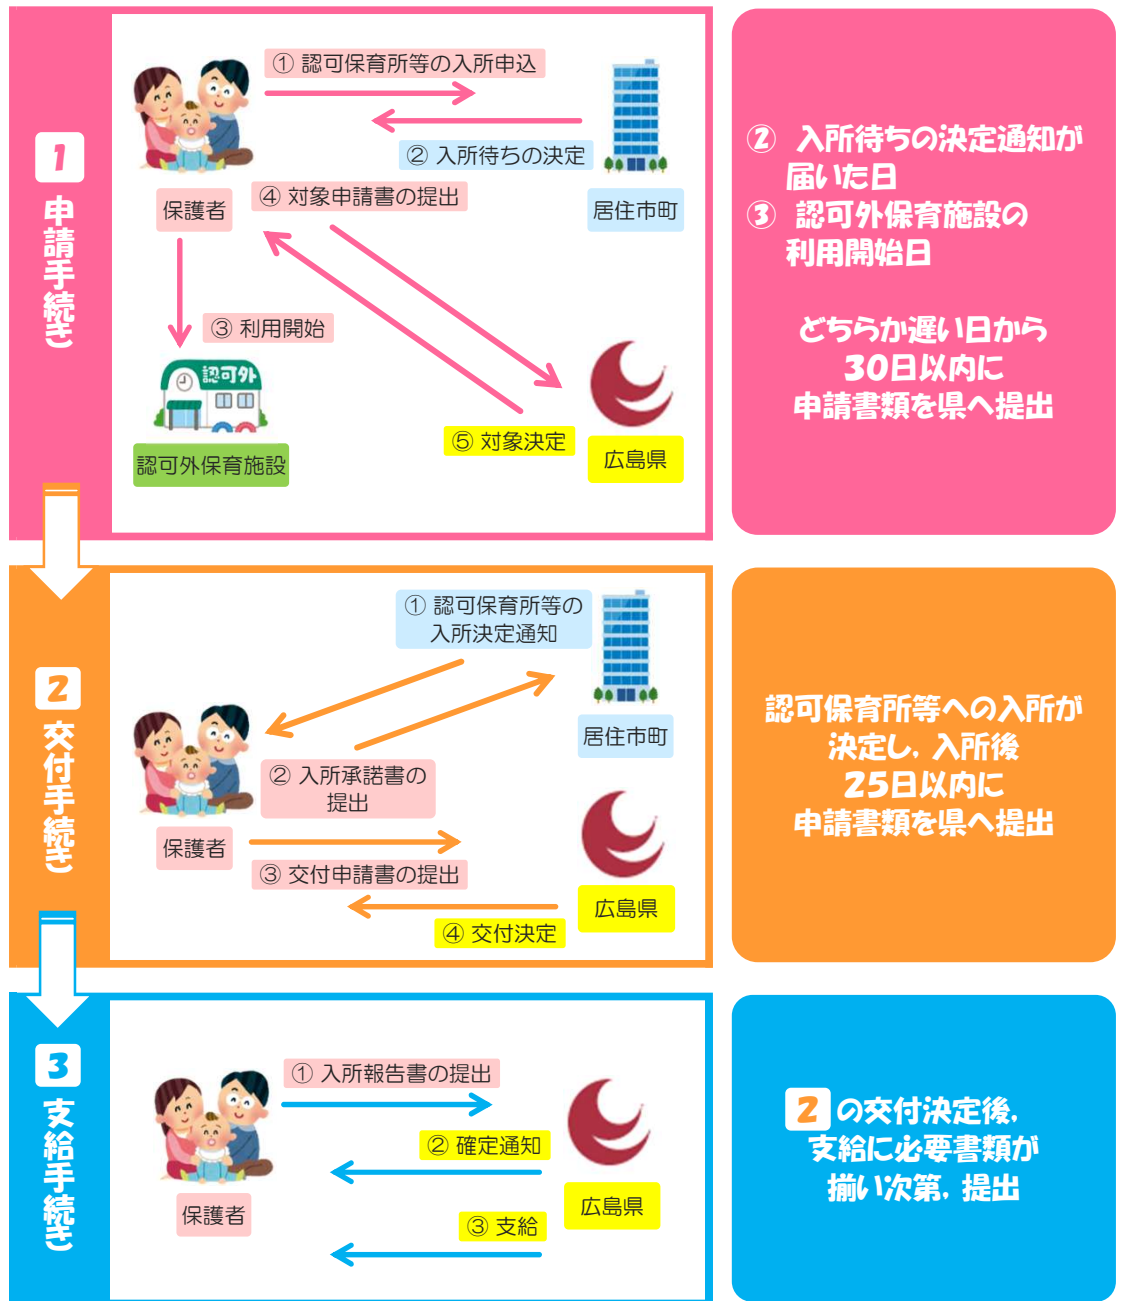 1 申請手続き
① 認可保育所等の入所申込
② 入所待ちの決定
④ 対象申請書の提出
保護者
居住市町
③ 利用開始
認可外
⑤ 対象決定
認可外保育施設
広島県
② 入所待ちの決定通知が
届いた日
③ 認可外保育施設の
利用開始日
どちらか遅い日から
30日以内に
申請書類を県へ提出
2 交付手続き
① 認可保育所等の
入所決定通知
居住市町
② 入所承諾書の
提出
保護者
③ 交付申請書の提出
広島県
④ 交付決定
認可保育所等への入所が
決定し，入所後
25日以内に
申請書類を県へ提出
3 支給手続き
① 入所報告書の提出
② 確定通知
保護者
広島県
③ 支給
2 の交付決定後，
支給に必要書類が
揃い次第，提出